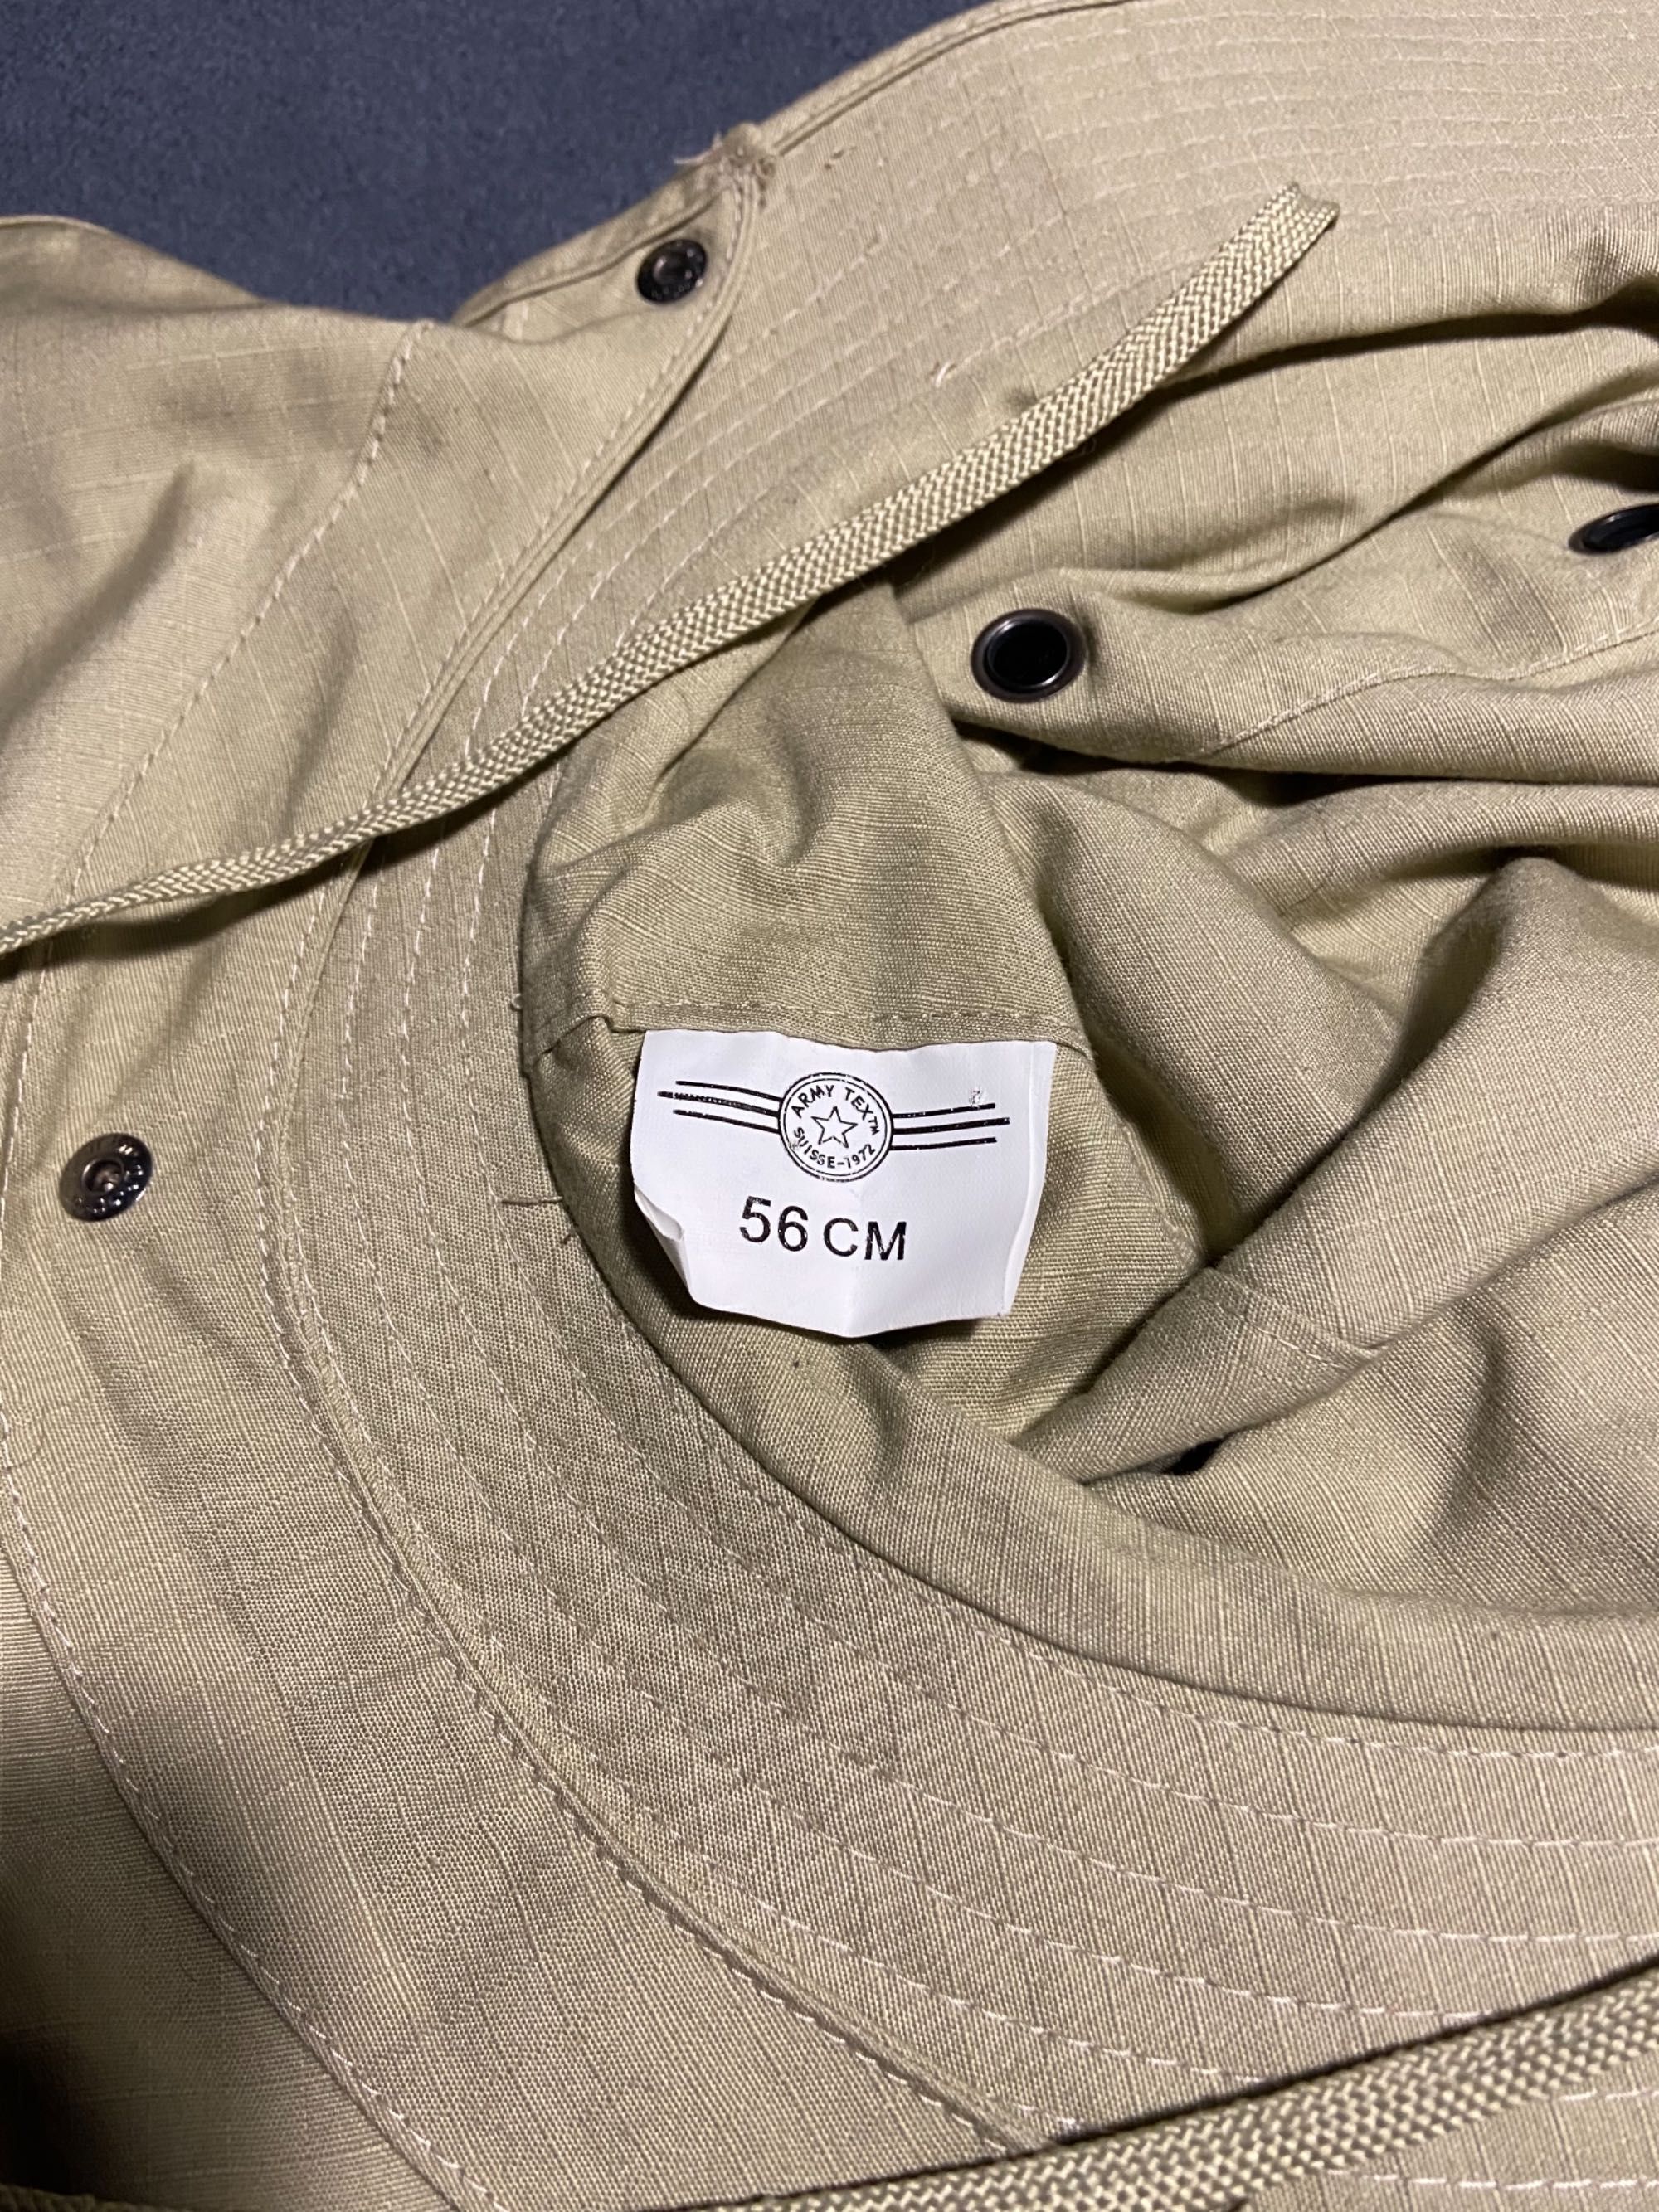 ARMY TEX™
SUISSE-1972
56 CM